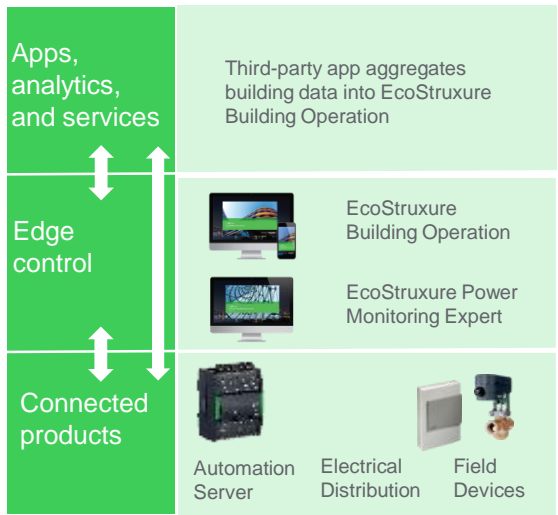 Apps,
analytics,
and services
Third-party app aggregates
building data into EcoStruxure
Building Operation
Edge
control
EcoStruxure
Building Operation
EcoStruxure Power
Monitoring Expert
Connected
products
Automation
Server
Electrical
Distribution
Field
Devices